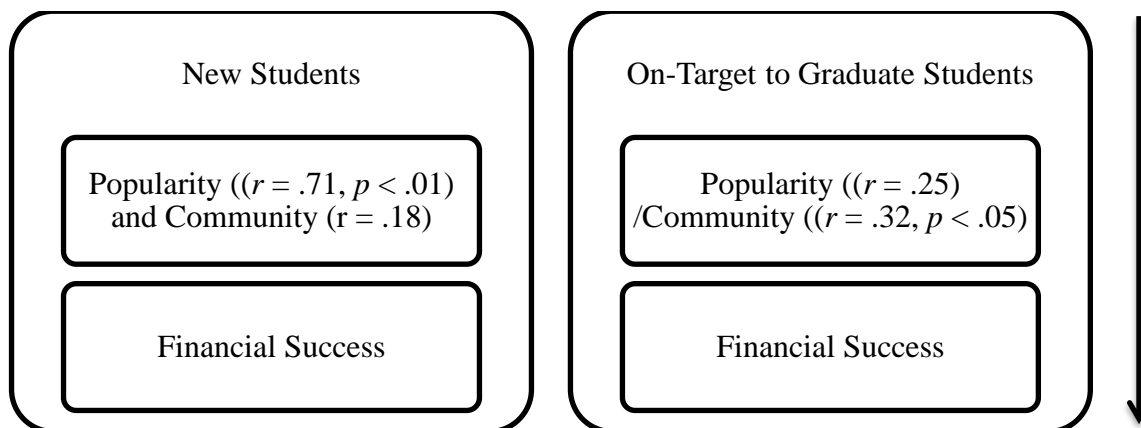 New Students
Popularity ((r = .71, p < .01)
and Community (r = .18)
Financial Success
On-Target to Graduate Students
Popularity ((r = .25)
/Community ((r = .32, p < .05)
Financial Success